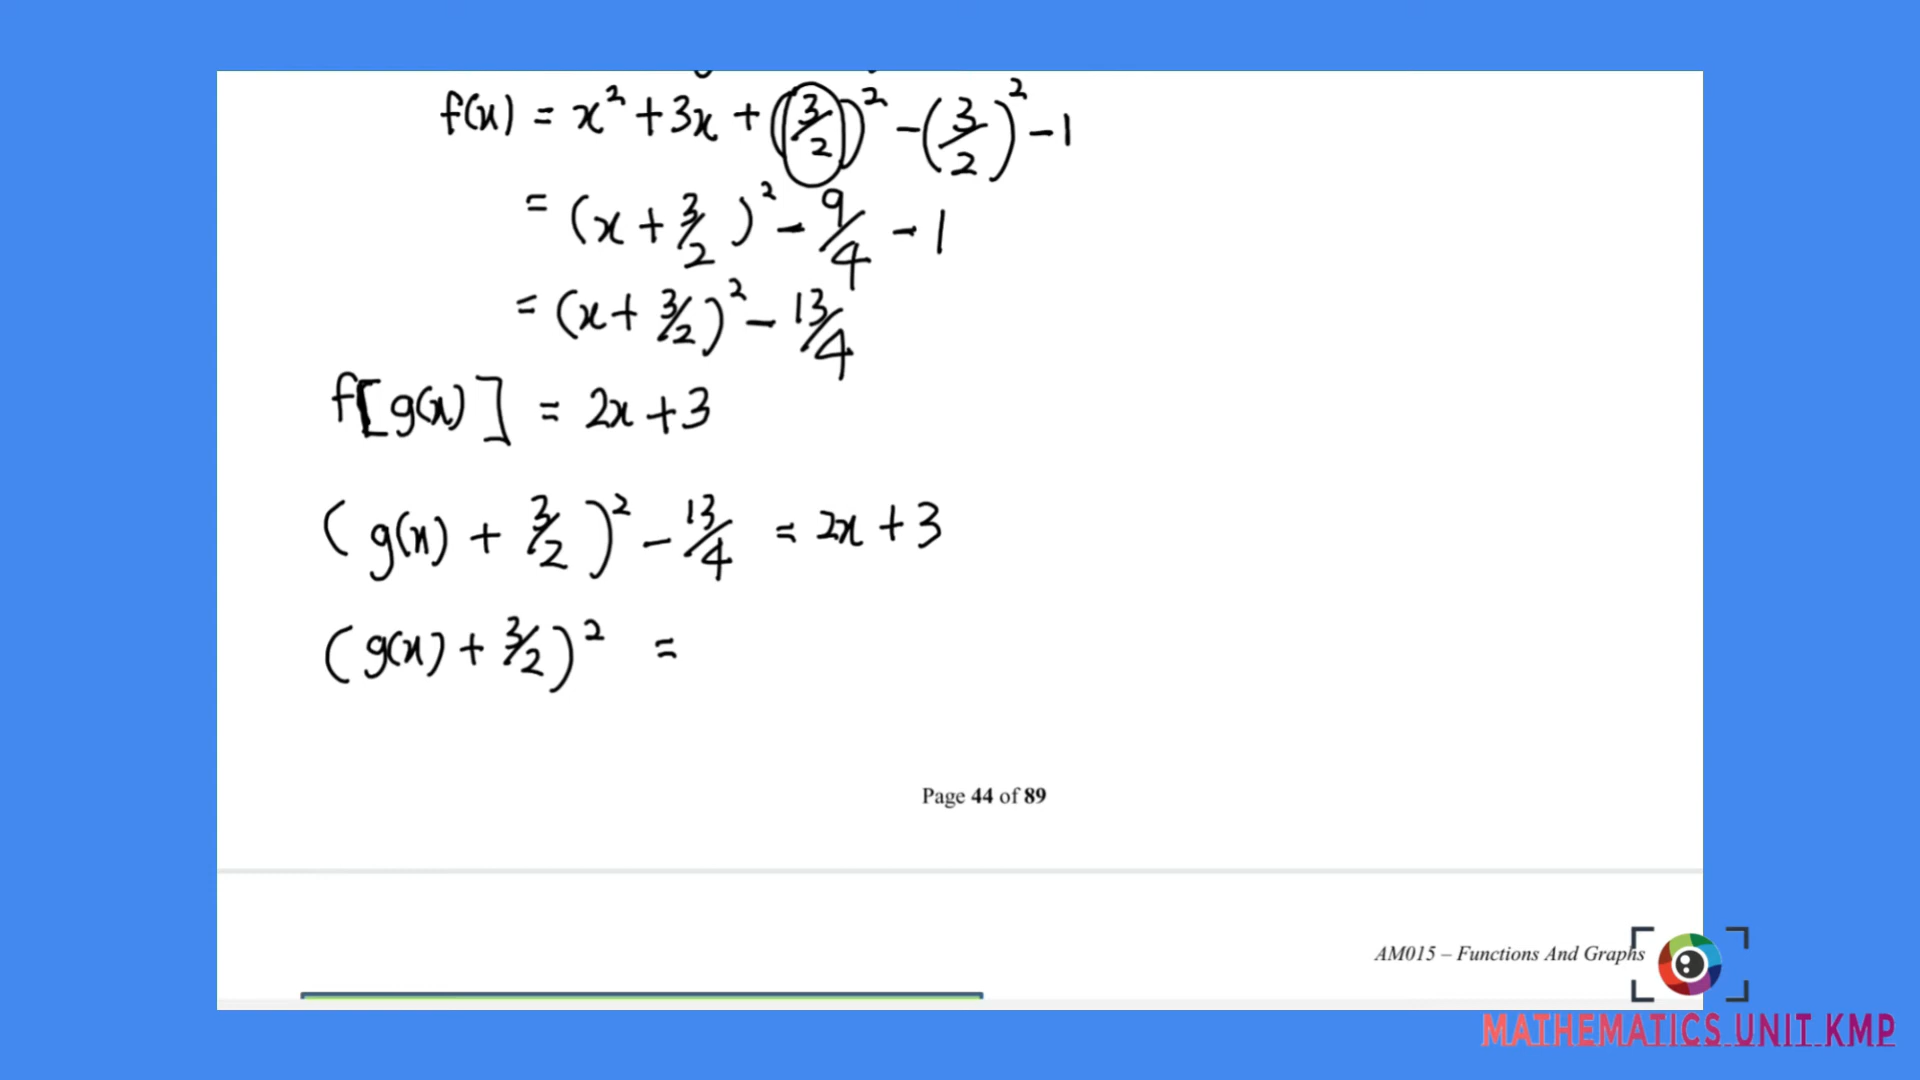 f(x) = x² + 3x + (3/2)² - (3/2)² - 1
= (x + 3/2)² - 9/4 - 1
= (x + 3/2)² - 13/4
f[g(x)] = 2x + 3
(g(x) + 3/2)² - 13/4 = 2x + 3
(g(x) + 3/2)² =
Page 44 of 89
AM015 – Functions And Graphs
MATHEMATICS.UNIT.KMP